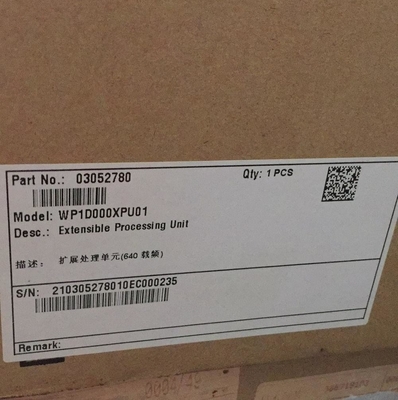 Part No.: 03052780 Qty: 1 PCS
Model: WP1D000XPU01
Desc.: Extensible Processing Unit
描述: 扩展处理单元(640 载频)
S/N: 210305278010EC000235
Remark: